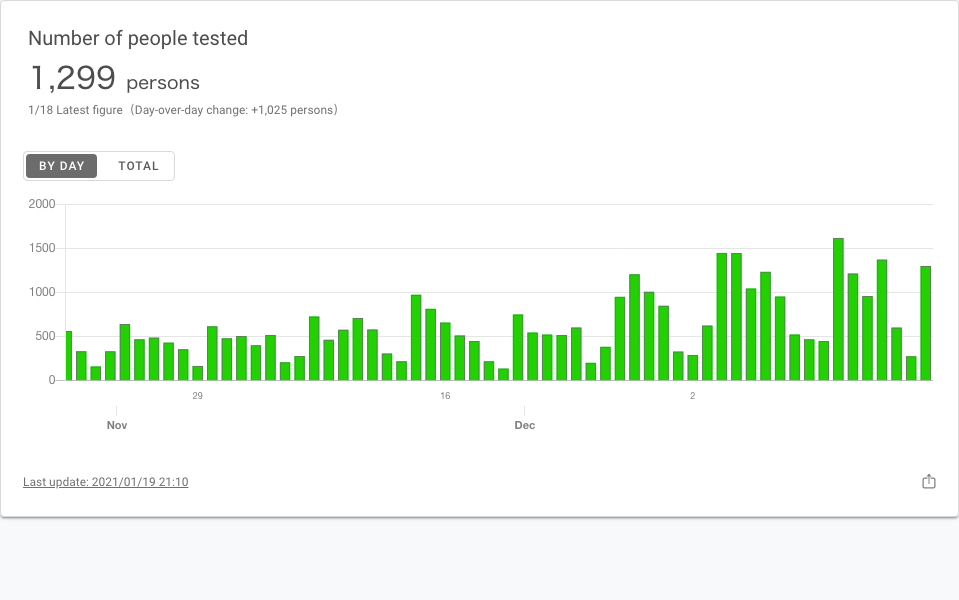 Number of people tested
1,299 persons
1/18 Latest figure（Day-over-day change: +1,025 persons）
BY DAY TOTAL
2000
1500
1000
500
0
29 16 2
Nov Dec
Last update: 2021/01/19 21:10